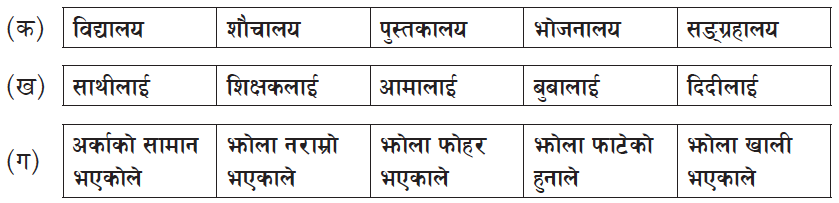 (क) विद्यालय शौचालय पुस्तकालय भोजनालय सङ्ग्रहालय
(ख) साथीलाई शिक्षकलाई आमालाई बुबालाई दिदीलाई
(ग) अर्काको सामान भएकोले झोला नराम्रो भएकाले झोला फोहर भएकाले झोला फाटेको हुनाले झोला खाली भएकाले